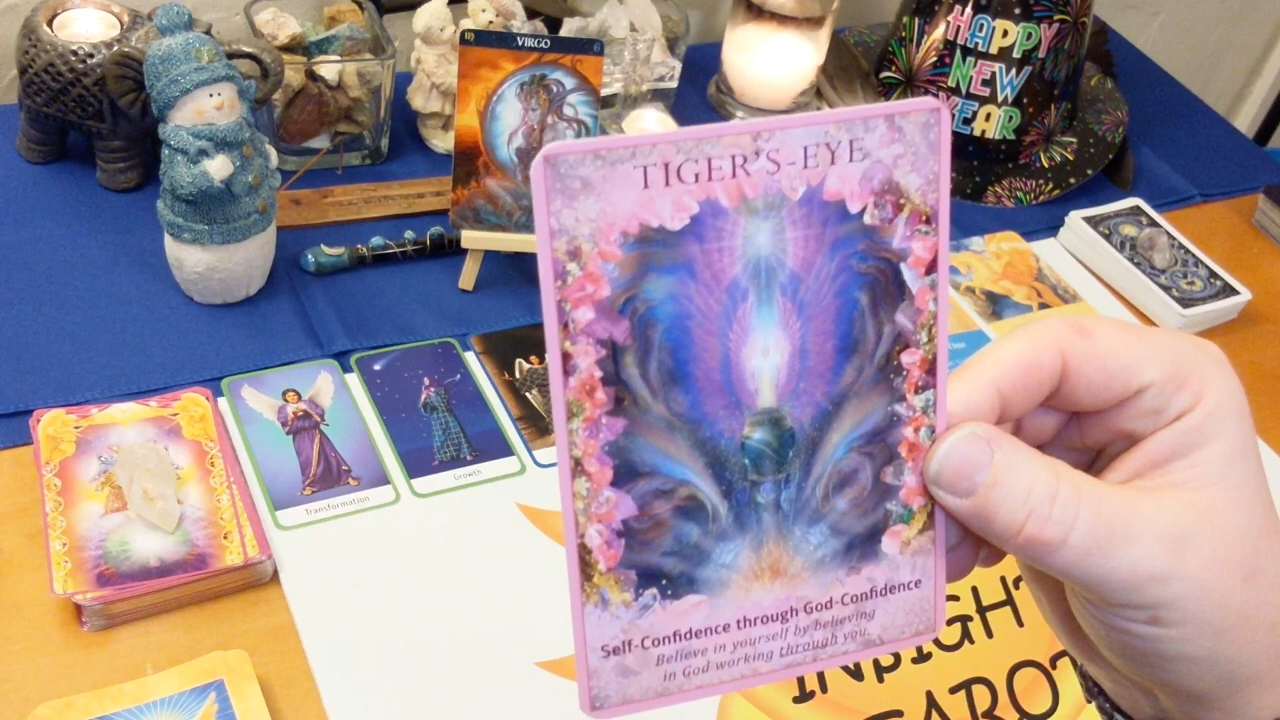 VIRGO
6
HAPPY
NEW
YEAR
TIGER'S-EYE
Transformation
Growth
Self-Confidence through God-Confidence
Believe in yourself by believing
in God working through you.
INSIGHT
TAROT